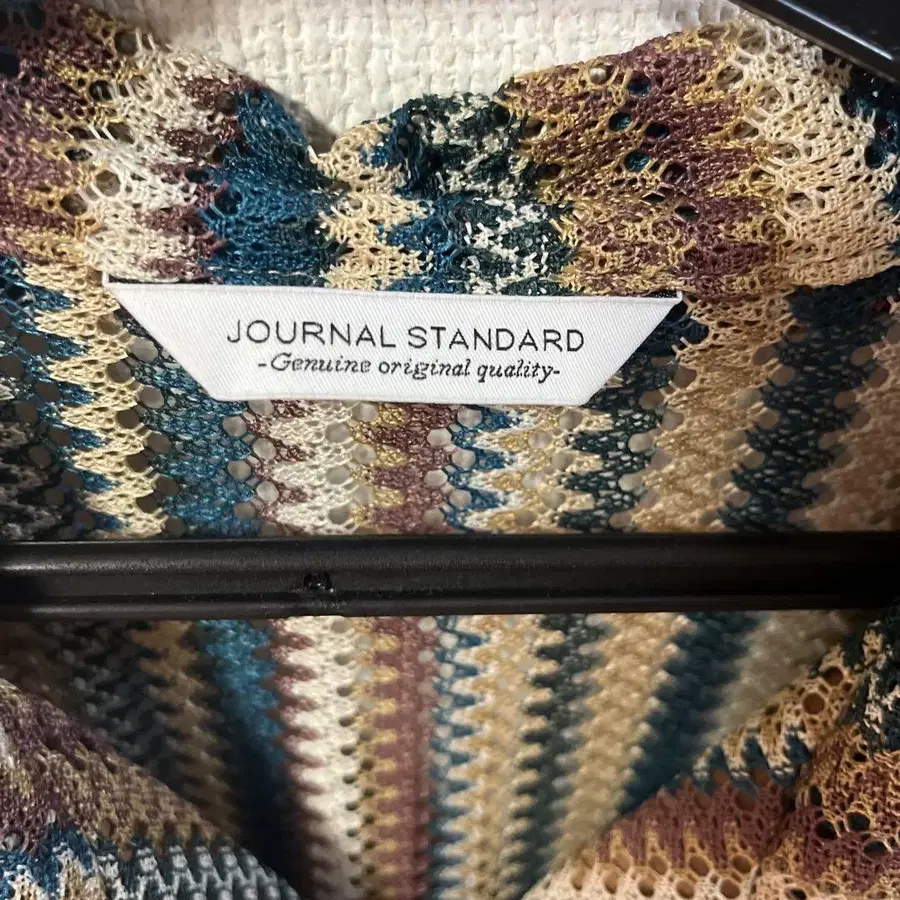 JOURNAL STANDARD
-Genuine original quality-